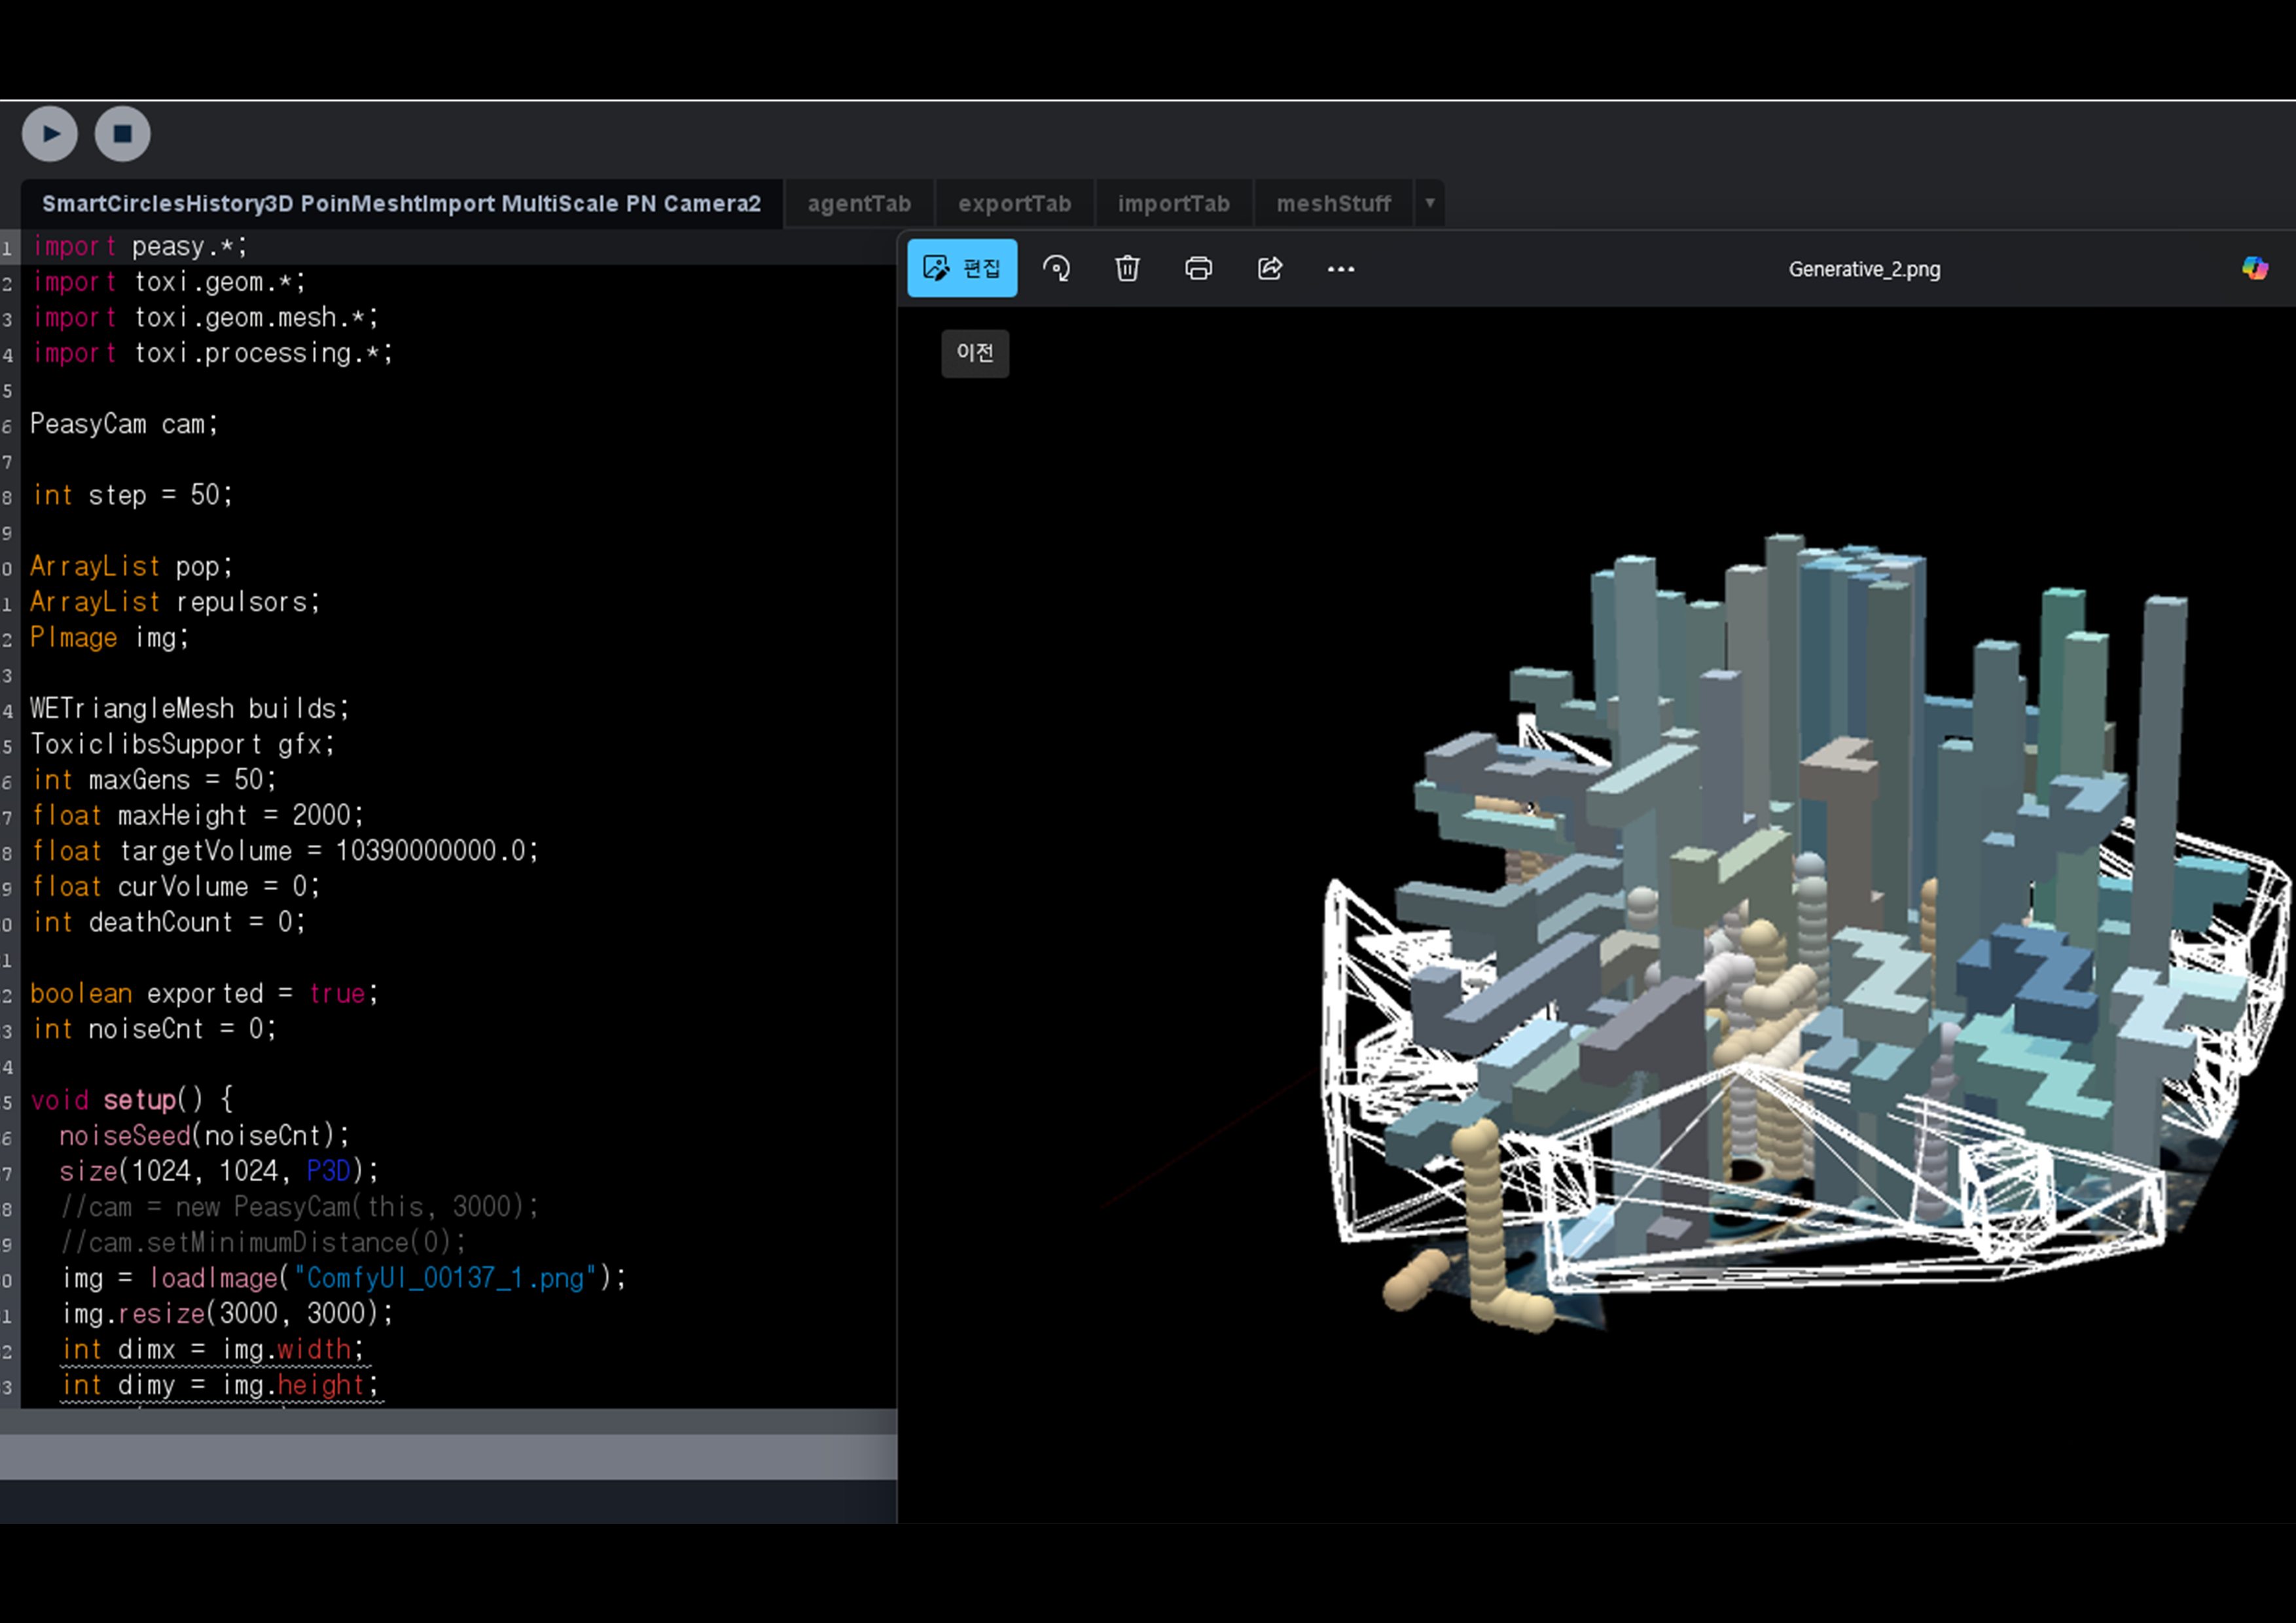 SmartCirclesHistory3D PoinMeshtImport MultiScale PN Camera2 agentTab exportTab importTab meshStuff ▼
1 import peasy.*;
2 import toxi.geom.*;
3 import toxi.geom.mesh.*;
4 import toxi.processing.*;
5
6 PeasyCam cam;
7
8 int step = 50;
9
0 ArrayList pop;
1 ArrayList repulsors;
2 PImage img;
3
4 WETriangleMesh builds;
5 ToxiclibsSupport gfx;
6 int maxGens = 50;
7 float maxHeight = 2000;
8 float targetVolume = 10390000000.0;
9 float curVolume = 0;
0 int deathCount = 0;
1
2 boolean exported = true;
3 int noiseCnt = 0;
4
5 void setup() {
6 noiseSeed(noiseCnt);
7 size(1024, 1024, P3D);
8 //cam = new PeasyCam(this, 3000);
9 //cam.setMinimumDistance(0);
0 img = loadImage("ComfyUI_00137_1.png");
1 img.resize(3000, 3000);
2 int dimx = img.width;
3 int dimy = img.height;
편집 ••• Generative_2.png
이전